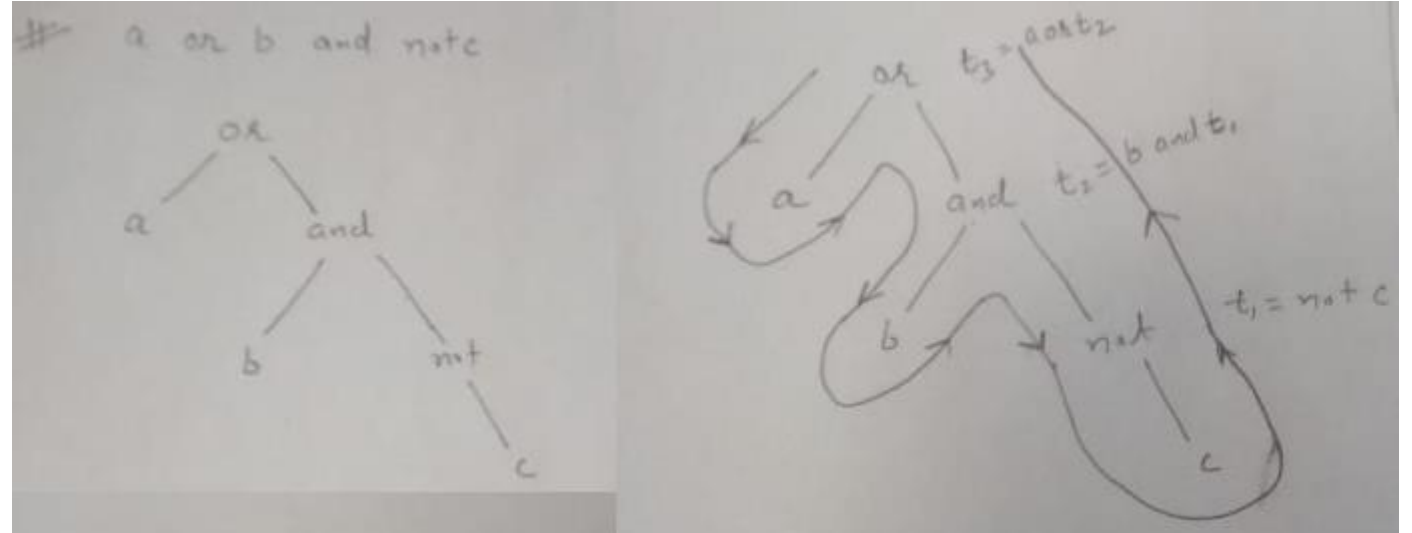 # a or b and not c
or
a
and
b
not
c
or
t₃ = a or t₂
a
and
t₂ = b and t₁
b
not
t₁ = not c
c